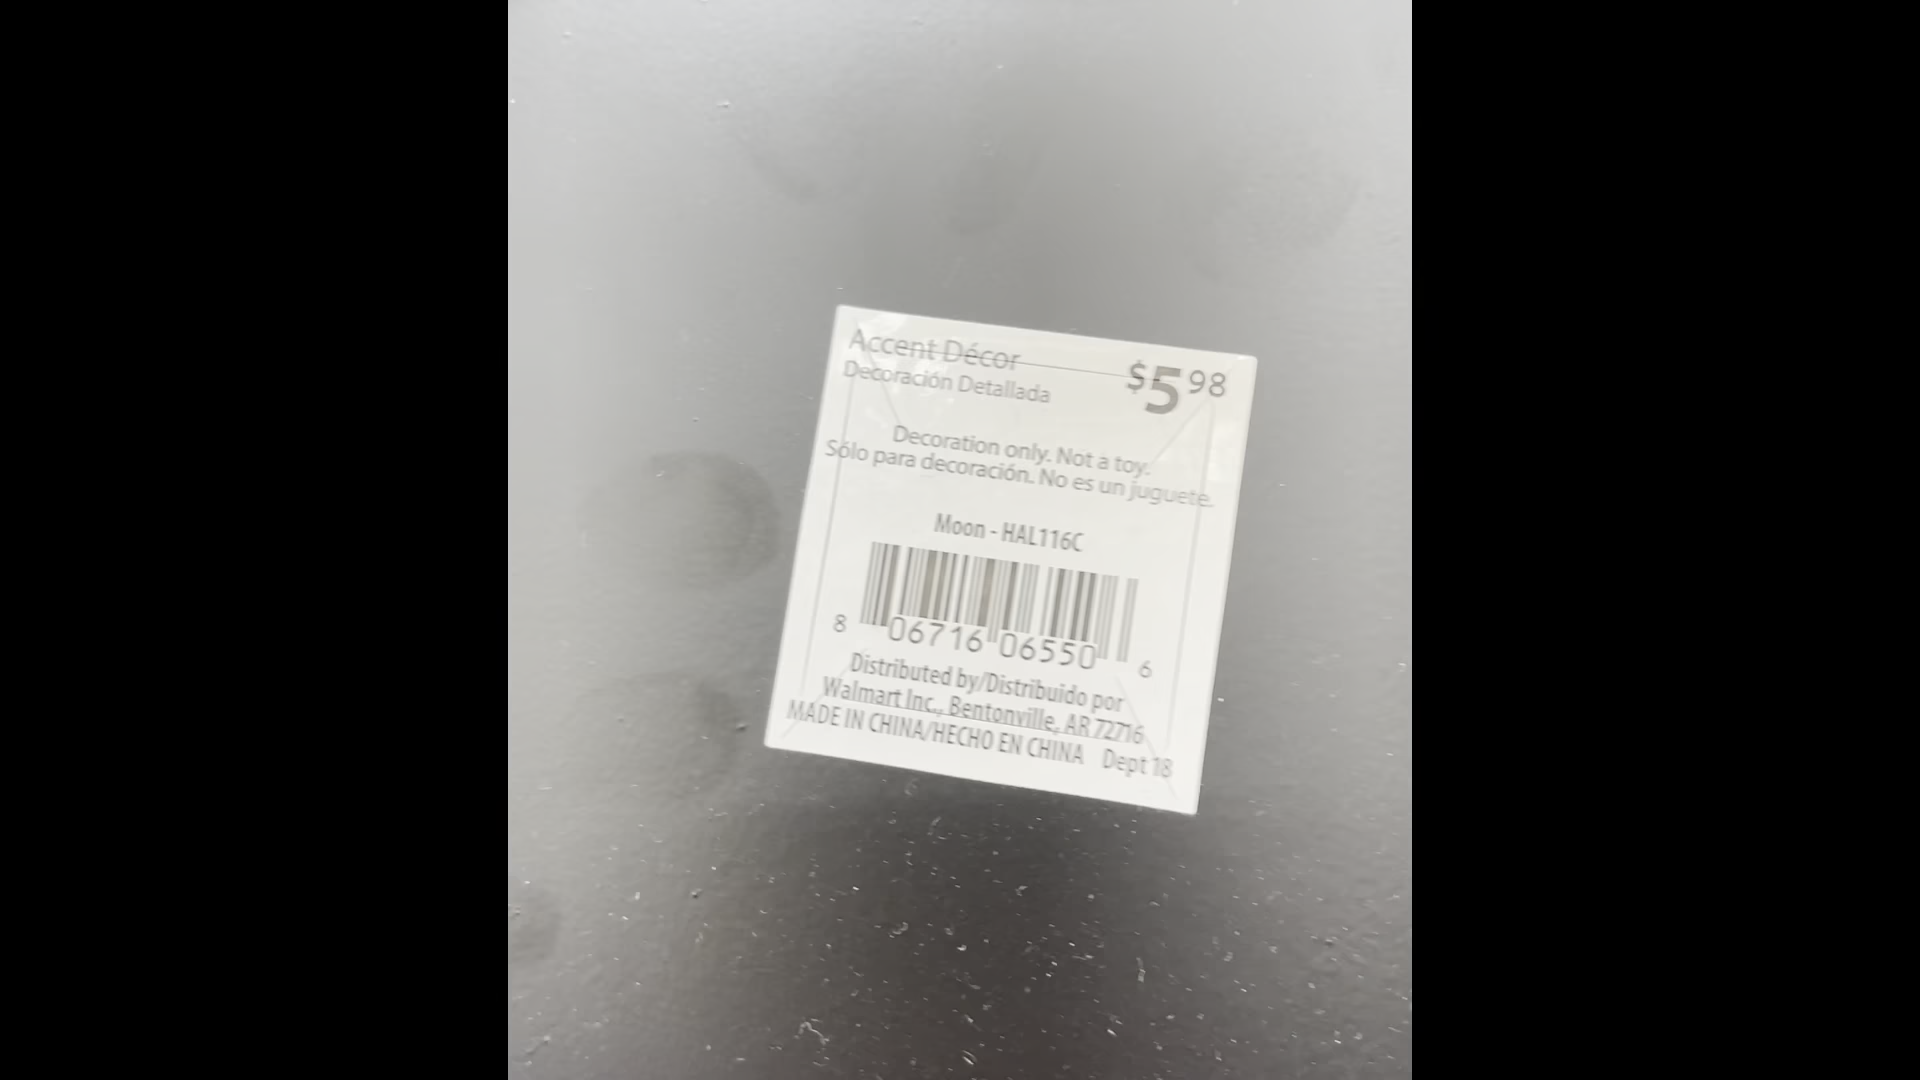 Accent Décor
Decoración Detallada
$5 98
Decoration only. Not a toy.
Sólo para decoración. No es un juguete.
Moon - HAL116C
8 06716 06550 6
Distributed by/Distribuido por
Walmart Inc., Bentonville, AR 72716
MADE IN CHINA/HECHO EN CHINA Dept 18